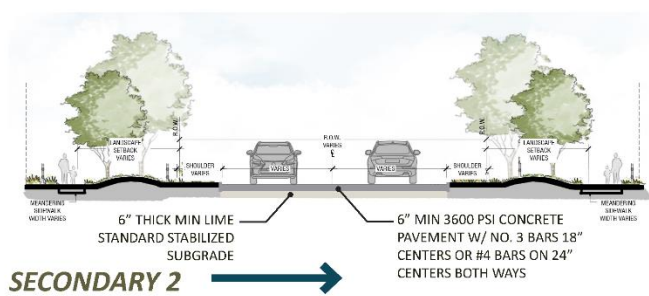 R.O.W.
R.O.W.
VARIES
R.O.W.
LANDSCAPE
SETBACK
VARIES
LANDSCAPE
SETBACK
VARIES
SHOULDER
VARIES
VARIES
VARIES
SHOULDER
VARIES
MEANDERING
SIDEWALK
WIDTH VARIES
MEANDERING
SIDEWALK
WIDTH VARIES
6" THICK MIN LIME
STANDARD STABILIZED
SUBGRADE
6" MIN 3600 PSI CONCRETE
PAVEMENT W/ NO. 3 BARS 18"
CENTERS OR #4 BARS ON 24"
CENTERS BOTH WAYS
SECONDARY 2